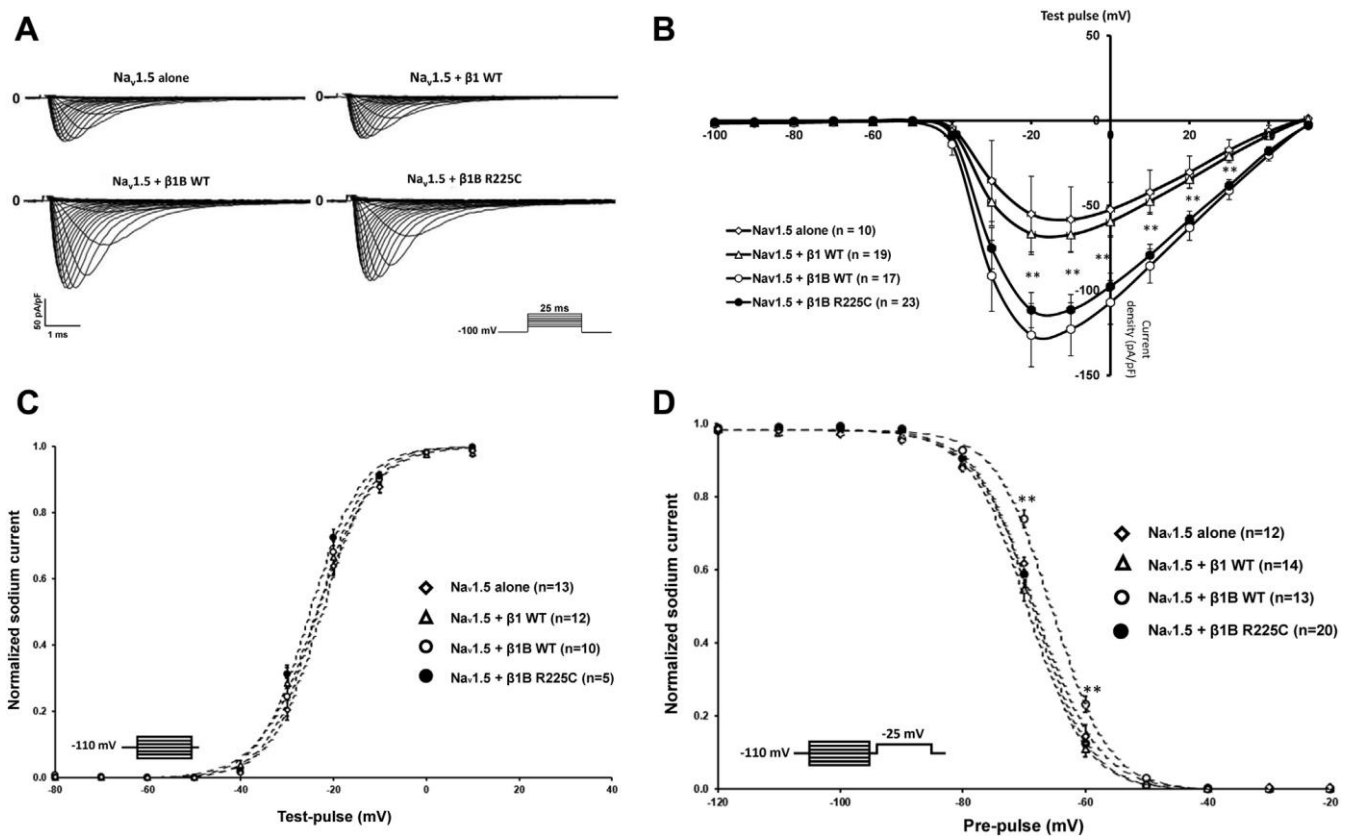 A
Naᵥ1.5 alone
Naᵥ1.5 + β1 WT
0
0
Naᵥ1.5 + β1B WT
Naᵥ1.5 + β1B R225C
0
0
50 pA/pF
1 ms
25 ms
-100 mV
B
Test pulse (mV)
50
0
-100
-80
-60
-20
20
0
-50
-100
-150
**
**
**
**
**
**
Nav1.5 alone (n = 10)
Nav1.5 + β1 WT (n = 19)
Nav1.5 + β1B WT (n = 17)
Nav1.5 + β1B R225C (n = 23)
Current
density (pA/pF)
C
Normalized sodium current
1.0
0.8
0.6
0.4
0.2
0.0
Naᵥ1.5 alone (n=13)
Naᵥ1.5 + β1 WT (n=12)
Naᵥ1.5 + β1B WT (n=10)
Naᵥ1.5 + β1B R225C (n=5)
-110 mV
-80
-60
-40
-20
0
20
40
Test-pulse (mV)
D
Normalized sodium current
1.0
0.8
0.6
0.4
0.2
0.0
**
**
Naᵥ1.5 alone (n=12)
Naᵥ1.5 + β1 WT (n=14)
Naᵥ1.5 + β1B WT (n=13)
Naᵥ1.5 + β1B R225C (n=20)
-110 mV
-25 mV
-120
-100
-80
-60
-40
-20
Pre-pulse (mV)